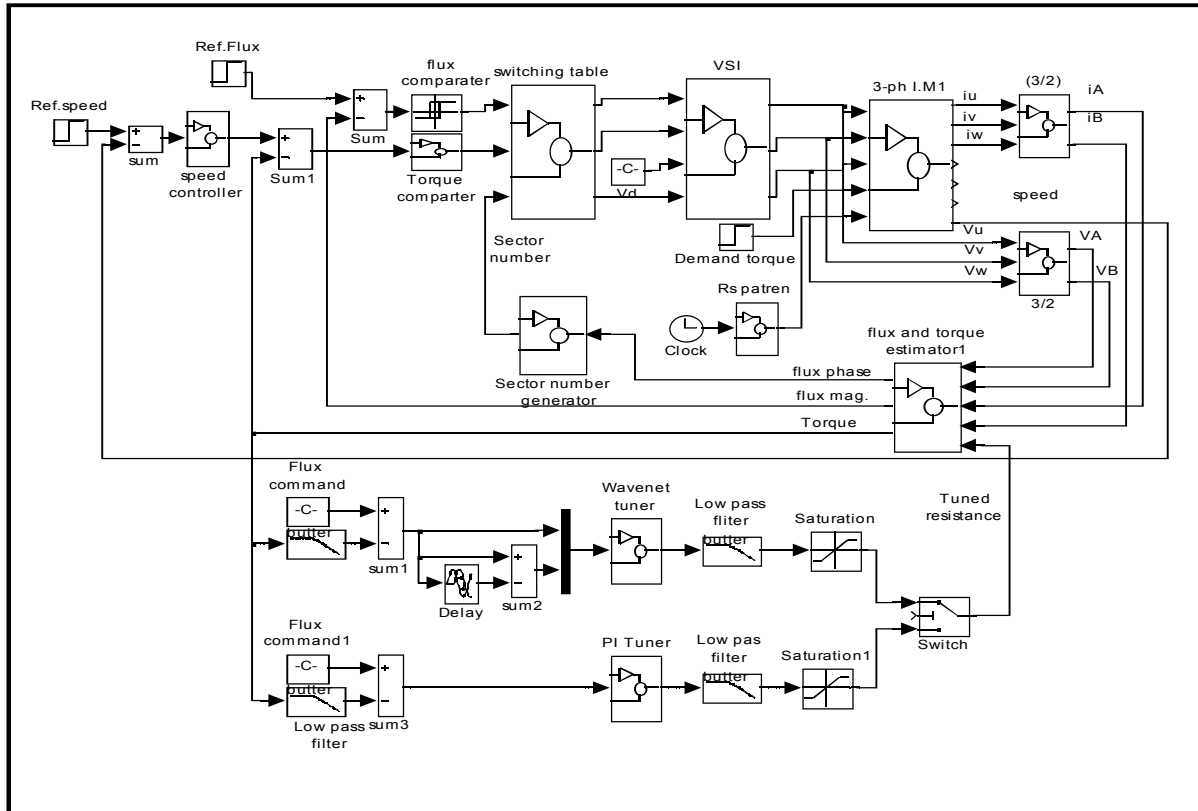 Ref.Flux
Ref.speed
sum
speed
controller
Sum1
Sum
flux
comparater
Torque
comparter
switching table
-C-
Vd
VSI
3-ph I.M1
(3/2)
iu
iv
iw
iA
iB
speed
Demand torque
Sector
number
Rs patren
Clock
Vu
Vv
Vw
VA
VB
3/2
Sector number
generator
flux and torque
estimator1
flux phase
flux mag.
Torque
Flux
command
-C-
butter
sum1
Delay
sum2
Wavenet
tuner
Low pass
fliter
butter
Saturation
Tuned
resistance
Switch
Flux
command1
-C-
butter
Low pass
filter
sum3
PI Tuner
Low pas
filter
butter
Saturation1